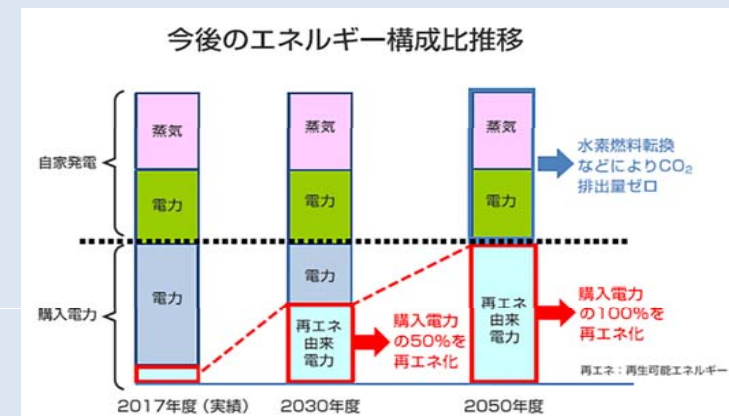 今後のエネルギー構成比推移
自家発電
蒸気
電力
蒸気
電力
蒸気
電力
水素燃料転換
などによりCO₂
排出量ゼロ
購入電力
電力
電力
再エネ
由来
電力
購入電力
の50%を
再エネ化
再エネ
由来
電力
購入電力
の100%を
再エネ化
再エネ：再生可能エネルギー
2017年度（実績）
2030年度
2050年度